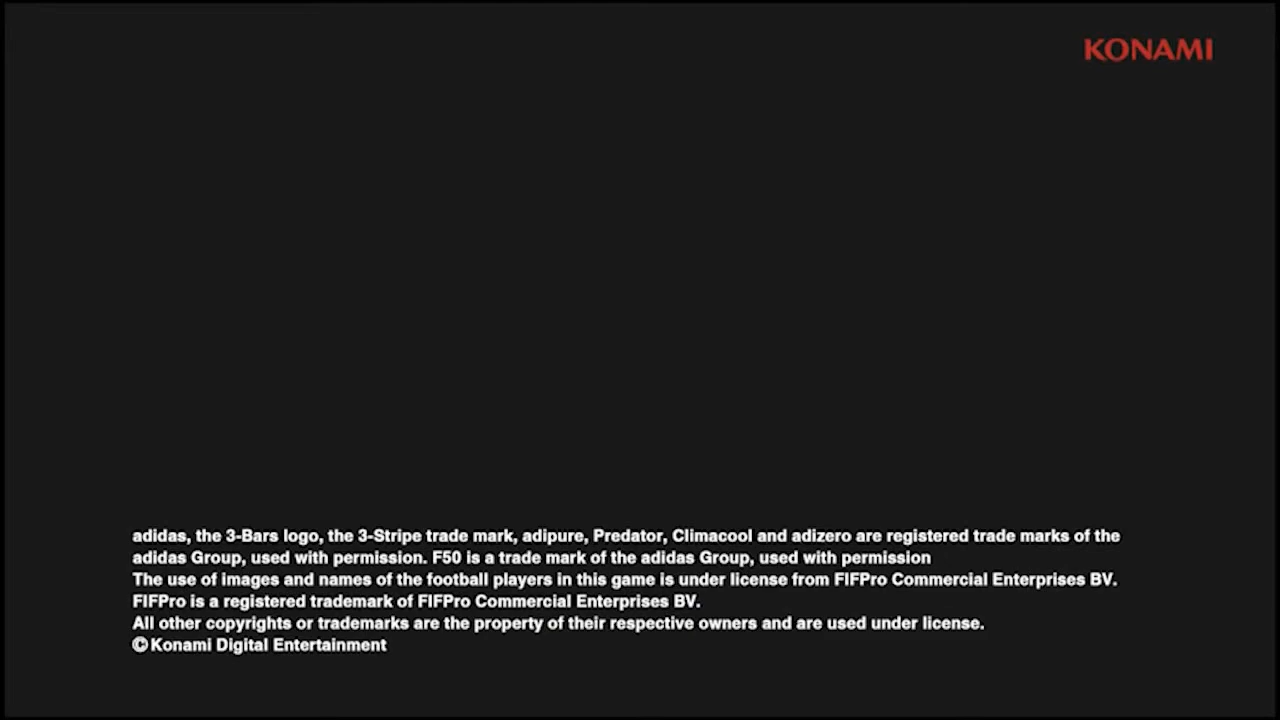 KONAMI
adidas, the 3-Bars logo, the 3-Stripe trade mark, adipure, Predator, Climacool and adizero are registered trade marks of the
adidas Group, used with permission. F50 is a trade mark of the adidas Group, used with permission
The use of images and names of the football players in this game is under license from FIFPro Commercial Enterprises BV.
FIFPro is a registered trademark of FIFPro Commercial Enterprises BV.
All other copyrights or trademarks are the property of their respective owners and are used under license.
© Konami Digital Entertainment